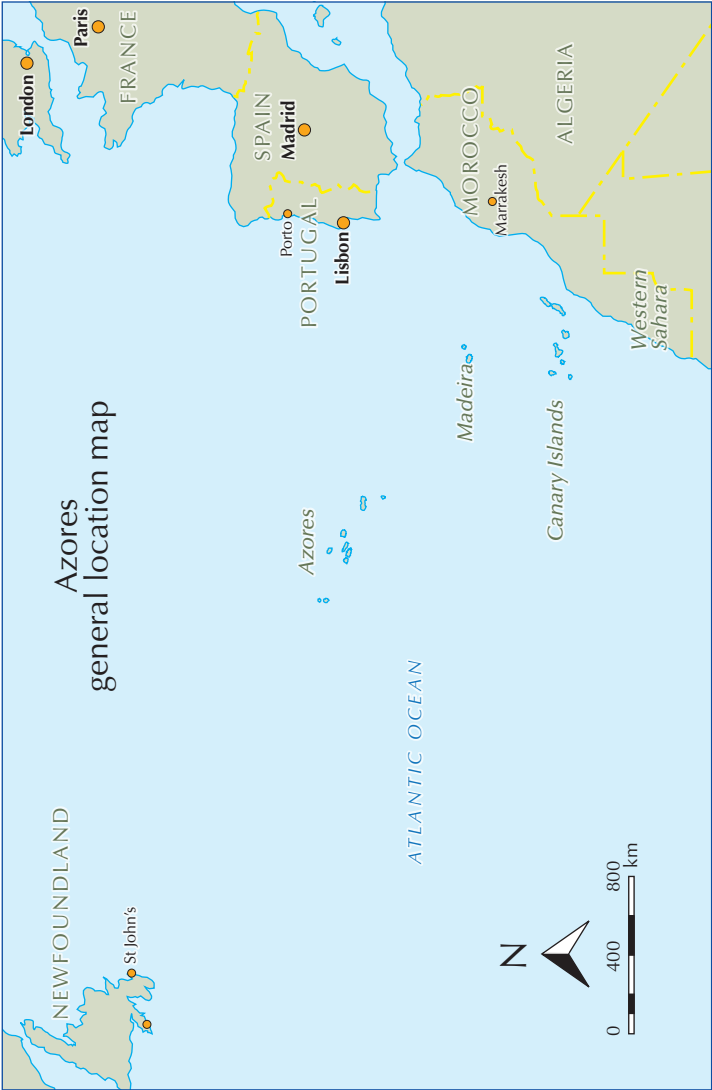 Azores
general location map
NEWFOUNDLAND
St John's
London
Paris
FRANCE
SPAIN
Madrid
Porto
PORTUGAL
Lisbon
Azores
ATLANTIC OCEAN
Madeira
Canary Islands
MOROCCO
Marrakesh
ALGERIA
Western
Sahara
N
0 400 800
km